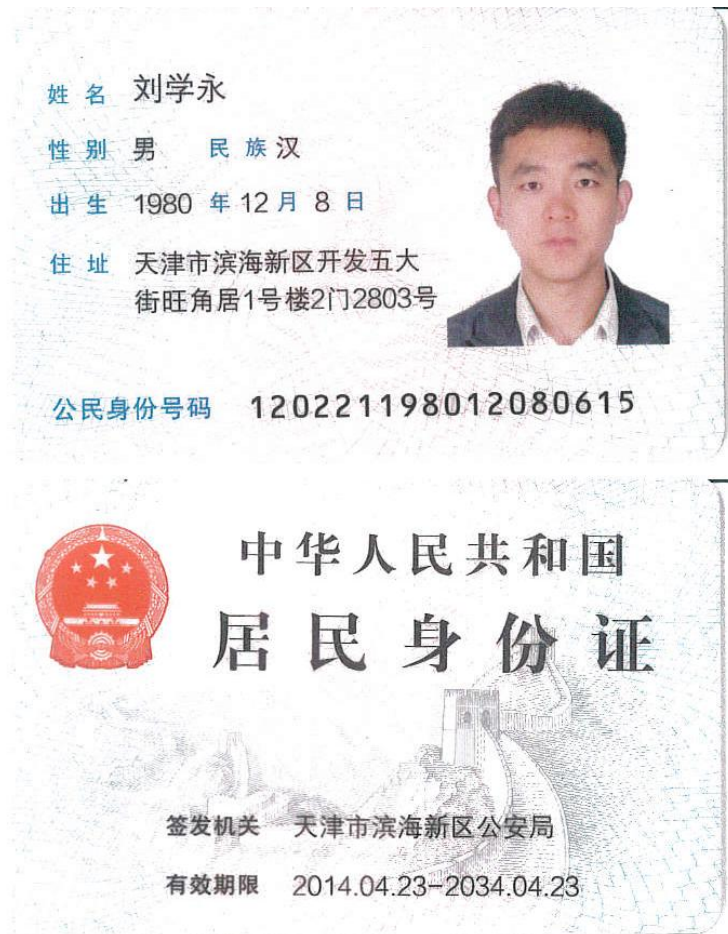 姓名 刘学永
性别 男 民族 汉
出生 1980 年 12 月 8 日
住址 天津市滨海新区开发五大
街旺角居1号楼2门2803号
公民身份号码 120221198012080615
中华人民共和国
居民身份证
签发机关 天津市滨海新区公安局
有效期限 2014.04.23-2034.04.23